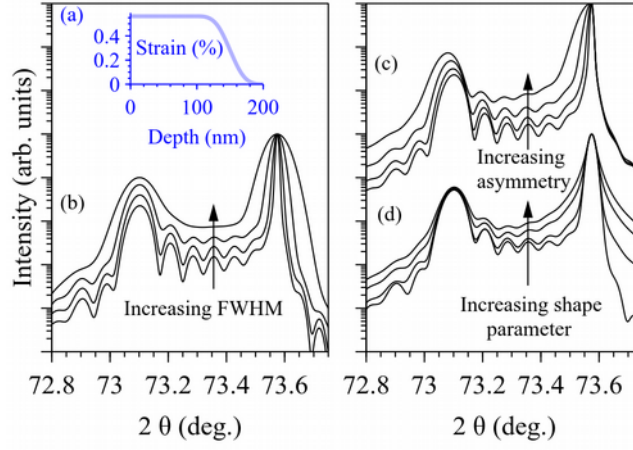 (a)
0.4
0.2
0
Strain (%)
0
100
200
Depth (nm)
(b)
Increasing FWHM
Intensity (arb. units)
72.8
73
73.2
73.4
73.6
2 θ (deg.)
(c)
Increasing
asymmetry
(d)
Increasing shape
parameter
72.8
73
73.2
73.4
73.6
2 θ (deg.)